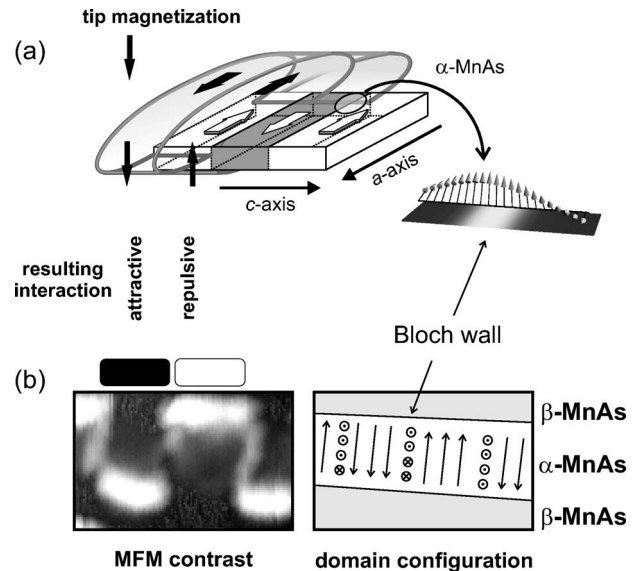 tip magnetization
(a)
α-MnAs
a-axis
c-axis
resulting
interaction
attractive
repulsive
Bloch wall
(b)
β-MnAs
α-MnAs
β-MnAs
MFM contrast
domain configuration